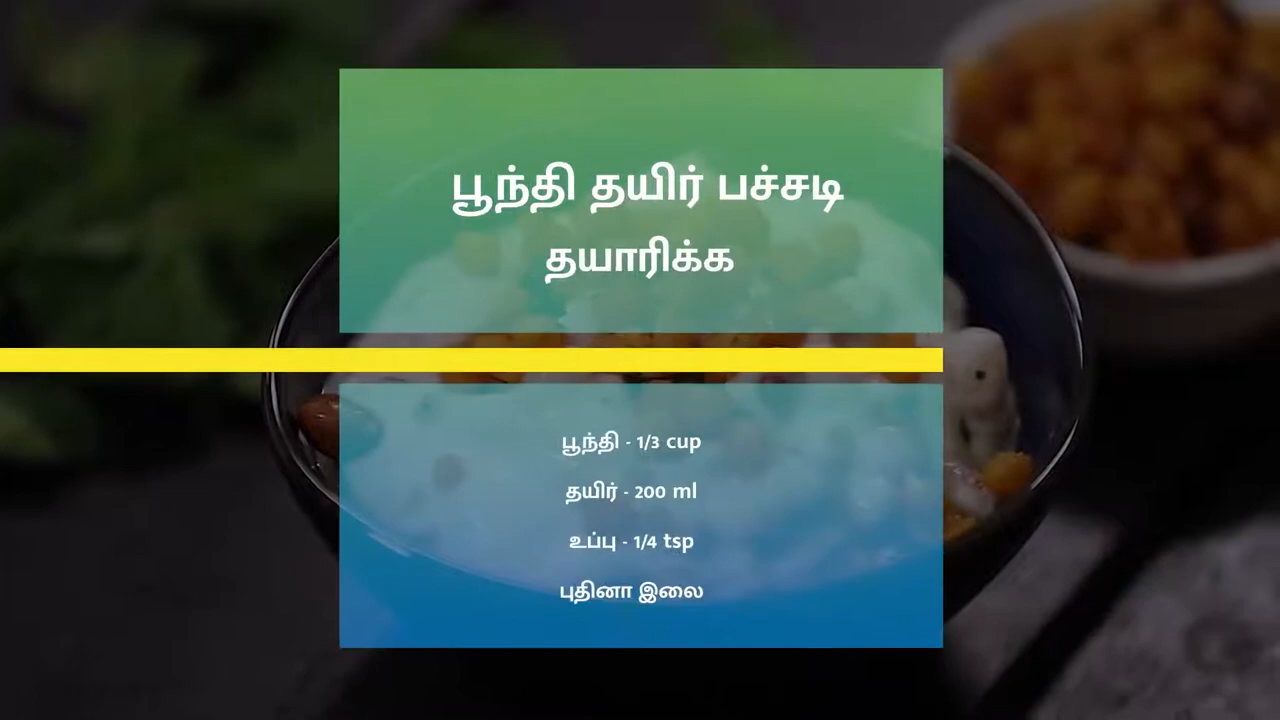 பூந்தி தயிர் பச்சடி
தயாரிக்க
பூந்தி - 1/3 cup
தயிர் - 200 ml
உப்பு - 1/4 tsp
புதினா இலை